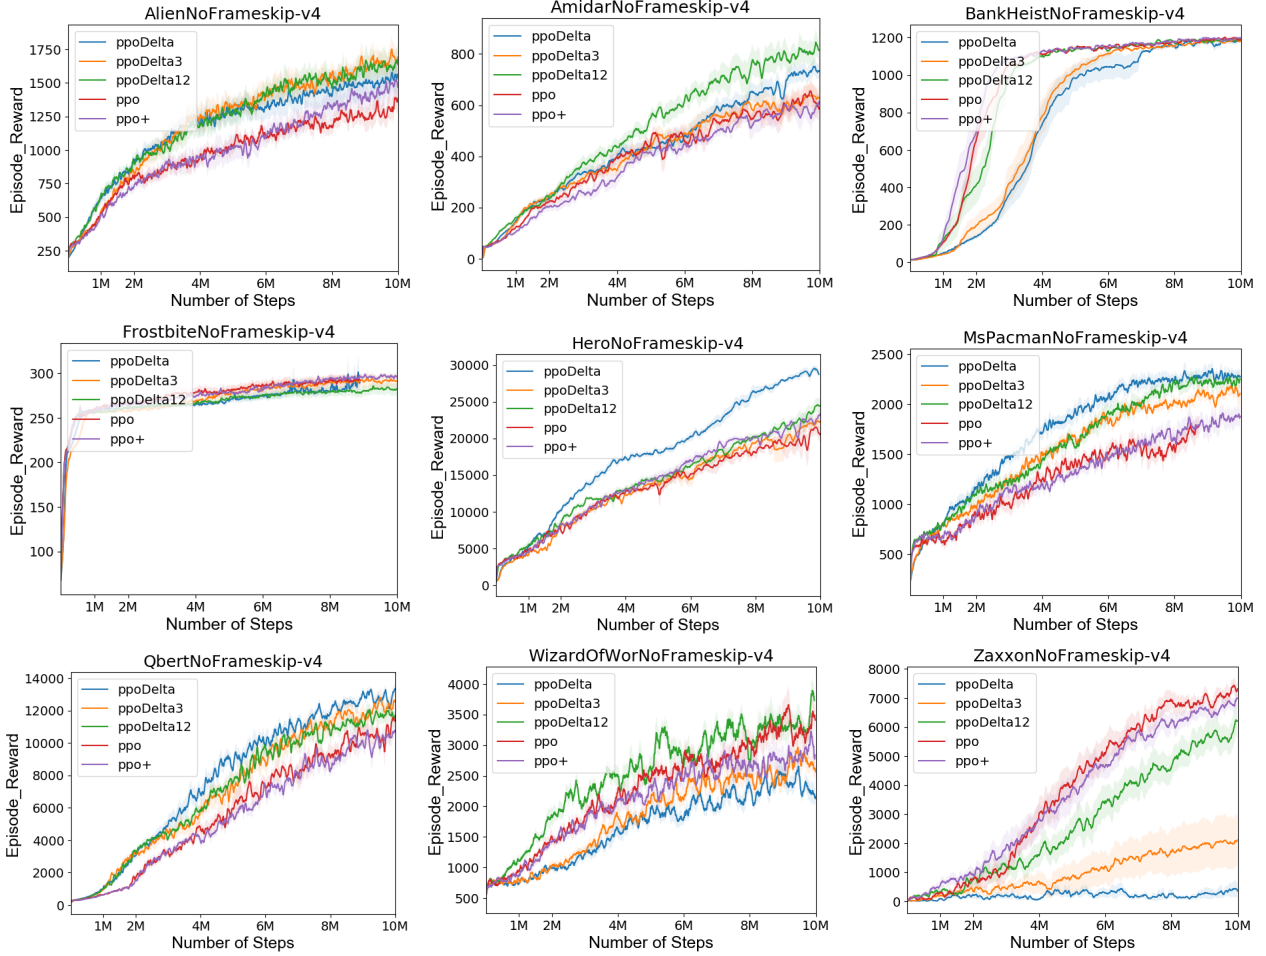 AlienNoFrameskip-v4
Episode_Reward
1750
1500
1250
1000
750
500
250
ppoDelta
ppoDelta3
ppoDelta12
ppo
ppo+
1M 2M 4M 6M 8M 10M
Number of Steps
AmidarNoFrameskip-v4
Episode_Reward
800
600
400
200
0
ppoDelta
ppoDelta3
ppoDelta12
ppo
ppo+
1M 2M 4M 6M 8M 10M
Number of Steps
BankHeistNoFrameskip-v4
Episode_Reward
1200
1000
800
600
400
200
0
ppoDelta
ppoDelta3
ppoDelta12
ppo
ppo+
1M 2M 4M 6M 8M 10M
Number of Steps
FrostbiteNoFrameskip-v4
Episode_Reward
300
250
200
150
100
ppoDelta
ppoDelta3
ppoDelta12
ppo
ppo+
1M 2M 4M 6M 8M 10M
Number of Steps
HeroNoFrameskip-v4
Episode_Reward
30000
25000
20000
15000
10000
5000
0
ppoDelta
ppoDelta3
ppoDelta12
ppo
ppo+
1M 2M 4M 6M 8M 10M
Number of Steps
MsPacmanNoFrameskip-v4
Episode_Reward
2500
2000
1500
1000
500
ppoDelta
ppoDelta3
ppoDelta12
ppo
ppo+
1M 2M 4M 6M 8M 10M
Number of Steps
QbertNoFrameskip-v4
Episode_Reward
14000
12000
10000
8000
6000
4000
2000
0
ppoDelta
ppoDelta3
ppoDelta12
ppo
ppo+
1M 2M 4M 6M 8M 10M
Number of Steps
WizardOfWorNoFrameskip-v4
Episode_Reward
4000
3500
3000
2500
2000
1500
1000
500
ppoDelta
ppoDelta3
ppoDelta12
ppo
ppo+
1M 2M 4M 6M 8M 10M
Number of Steps
ZaxxonNoFrameskip-v4
Episode_Reward
8000
7000
6000
5000
4000
3000
2000
1000
0
ppoDelta
ppoDelta3
ppoDelta12
ppo
ppo+
1M 2M 4M 6M 8M 10M
Number of Steps